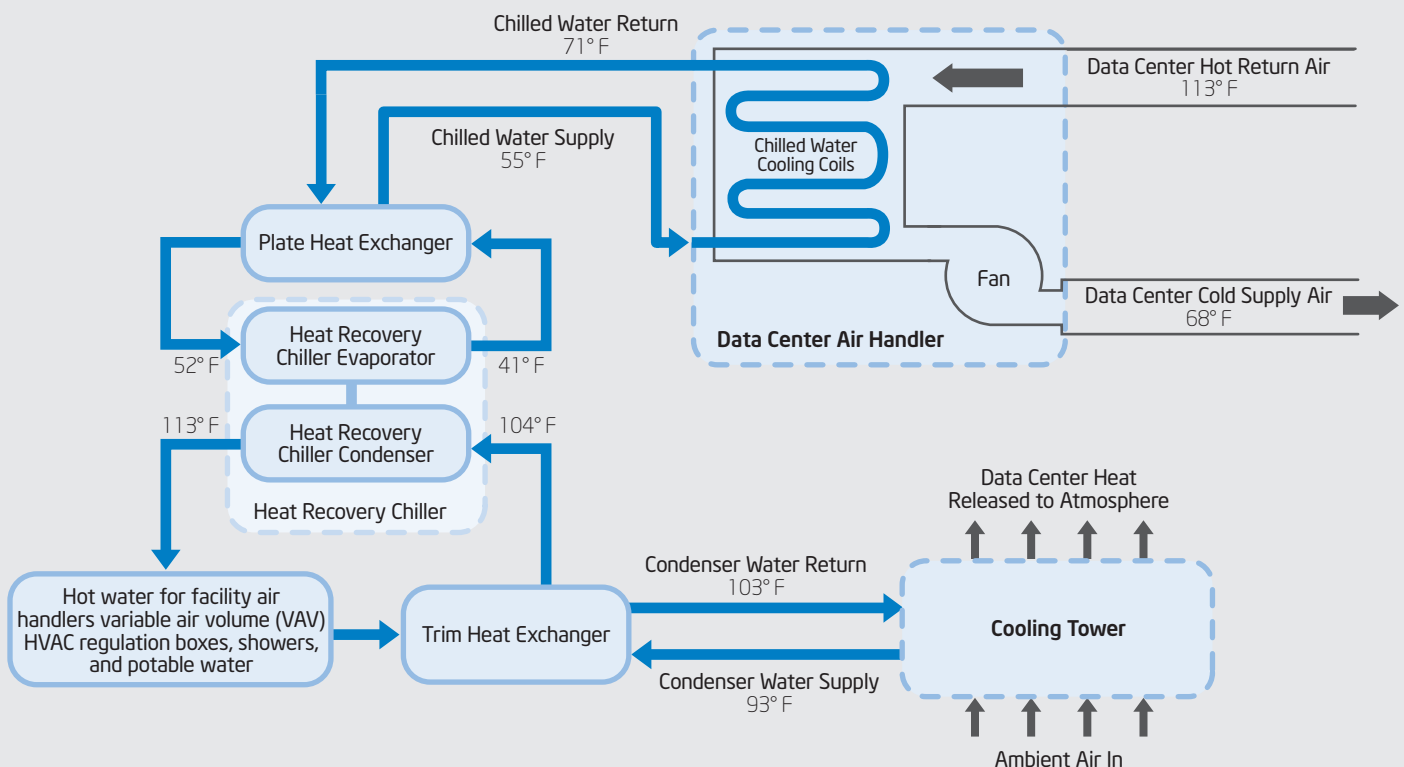 Chilled Water Return
71° F
Data Center Hot Return Air
113° F
Chilled Water Supply
55° F
Chilled Water
Cooling Coils
Plate Heat Exchanger
Fan
Data Center Cold Supply Air
68° F
Data Center Air Handler
Heat Recovery
Chiller Evaporator
52° F
41° F
113° F
104° F
Heat Recovery
Chiller Condenser
Heat Recovery Chiller
Data Center Heat
Released to Atmosphere
Hot water for facility air
handlers variable air volume (VAV)
HVAC regulation boxes, showers,
and potable water
Trim Heat Exchanger
Condenser Water Return
103° F
Cooling Tower
Condenser Water Supply
93° F
Ambient Air In